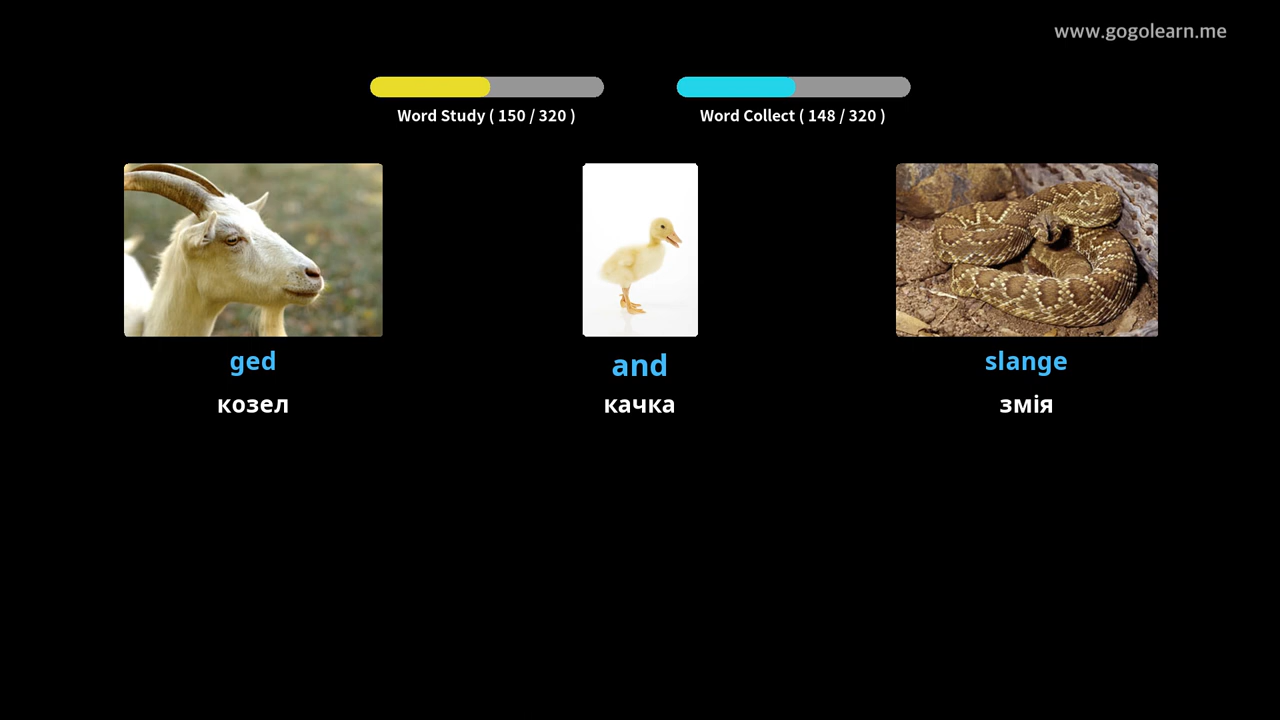 www.gogolearn.me
Word Study ( 150 / 320 )
Word Collect ( 148 / 320 )
ged
and
slange
козел
качка
змія